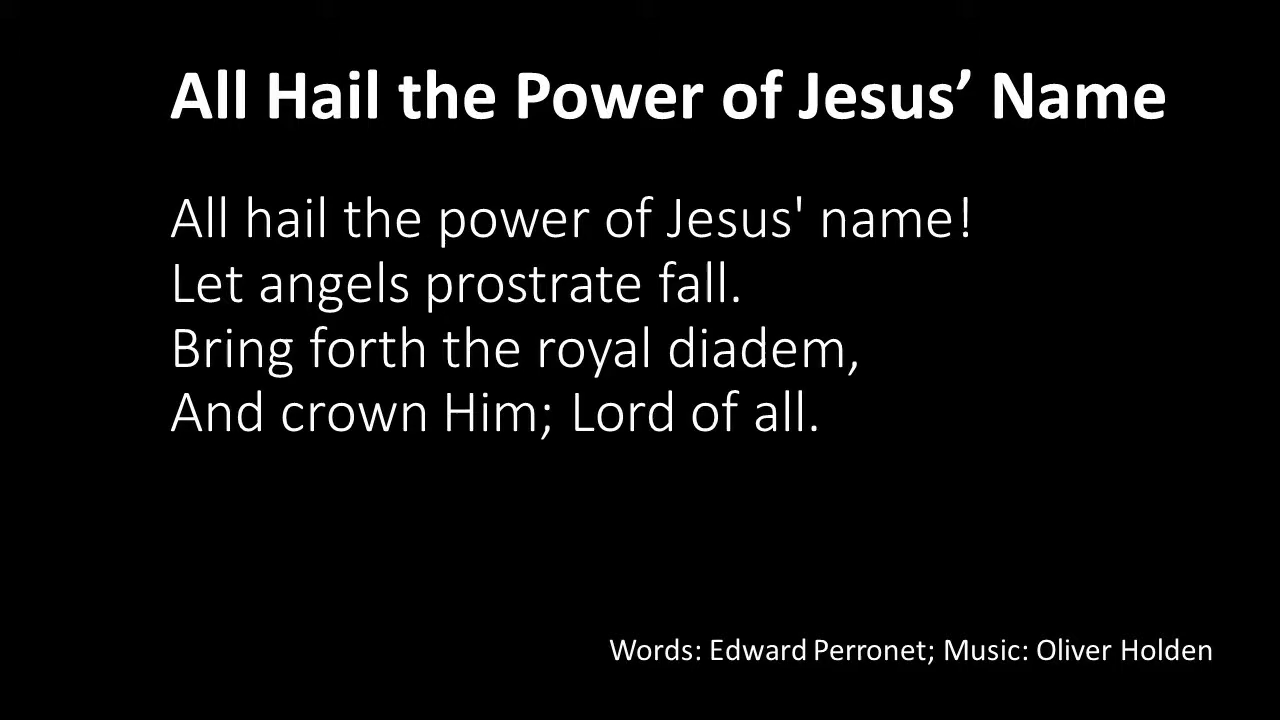 All Hail the Power of Jesus’ Name
All hail the power of Jesus' name!
Let angels prostrate fall.
Bring forth the royal diadem,
And crown Him; Lord of all.
Words: Edward Perronet; Music: Oliver Holden